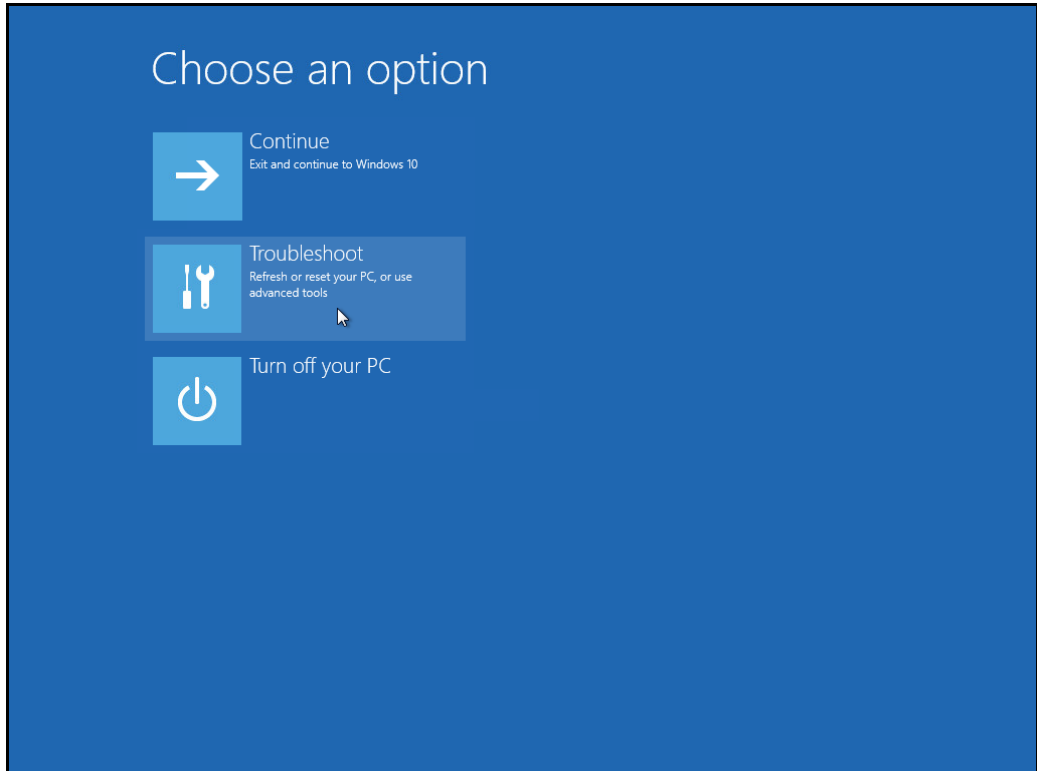 Choose an option
Continue
Exit and continue to Windows 10
Troubleshoot
Refresh or reset your PC, or use
advanced tools
Turn off your PC